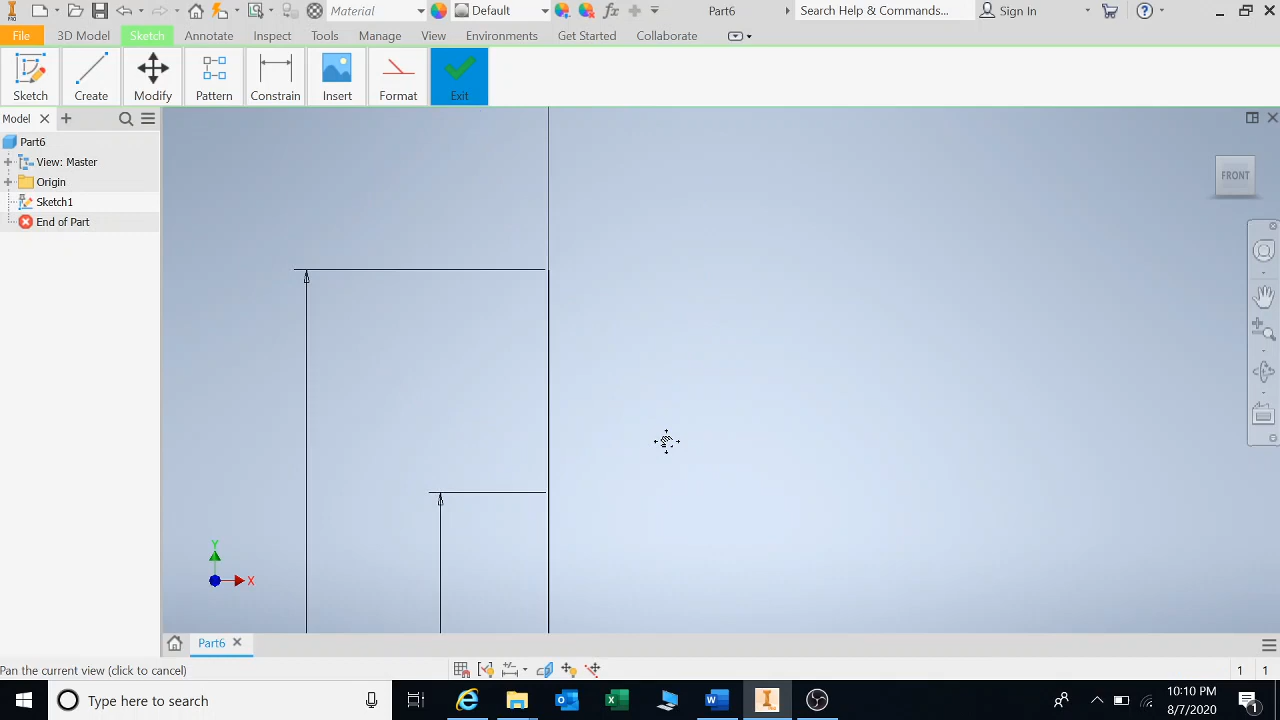 PRO
Material
Default
Part6
Search Help & Commands...
Sign In
File
3D Model
Sketch
Annotate
Inspect
Tools
Manage
View
Environments
Get Started
Collaborate
Sketch
Create
Modify
Pattern
Constrain
Insert
Format
Exit
Model
Part6
View: Master
Origin
Sketch1
End of Part
FRONT
Y
X
Part6
Pan the current view (click to cancel)
1
1
Type here to search
10:10 PM
8/7/2020
1